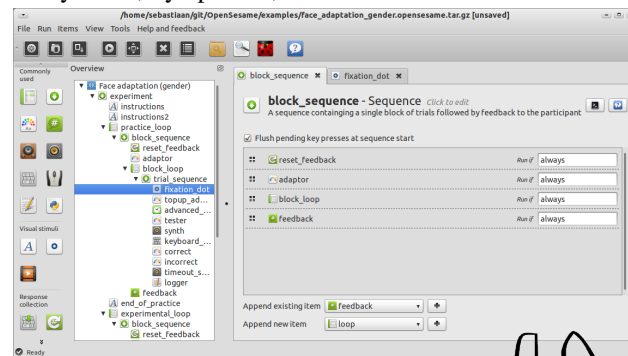 /home/sebastiaan/git/OpenSesame/examples/face_adaptation_gender.opensesame.tar.gz [unsaved]
File Run Items View Tools Help and feedback
Commonly used
Overview
Face adaptation (gender)
experiment
instructions
instructions2
practice_loop
block_sequence
reset_feedback
adaptor
block_loop
trial_sequence
fixation_dot
topup_ad...
advanced_...
tester
synth
keyboard_...
correct
incorrect
timeout_s...
logger
feedback
end_of_practice
experimental_loop
block_sequence
reset_feedback
Visual stimuli
Response collection
Ready
block_sequence
fixation_dot
block_sequence - Sequence Click to edit
A sequence containging a single block of trials followed by feedback to the participant
Flush pending key presses at sequence start
reset_feedback Run if always
adaptor Run if always
block_loop Run if always
feedback Run if always
Append existing item feedback
Append new item loop